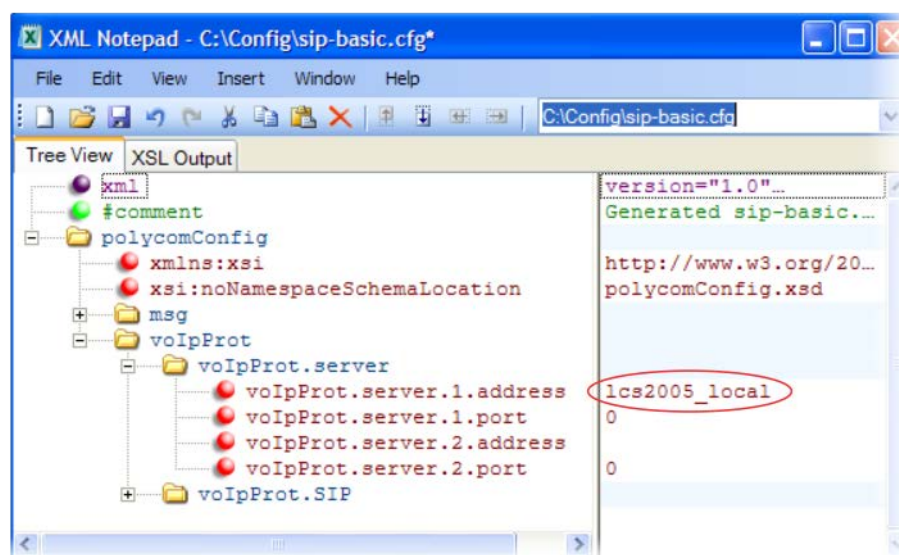 XML Notepad - C:\Config\sip-basic.cfg*
File Edit View Insert Window Help
C:\Config\sip-basic.cfg
Tree View XSL Output
xml version="1.0"…
#comment Generated sip-basic.…
polycomConfig
xmlns:xsi http://www.w3.org/20…
xsi:noNamespaceSchemaLocation polycomConfig.xsd
msg
voIpProt
voIpProt.server
voIpProt.server.1.address lcs2005_local
voIpProt.server.1.port 0
voIpProt.server.2.address
voIpProt.server.2.port 0
voIpProt.SIP